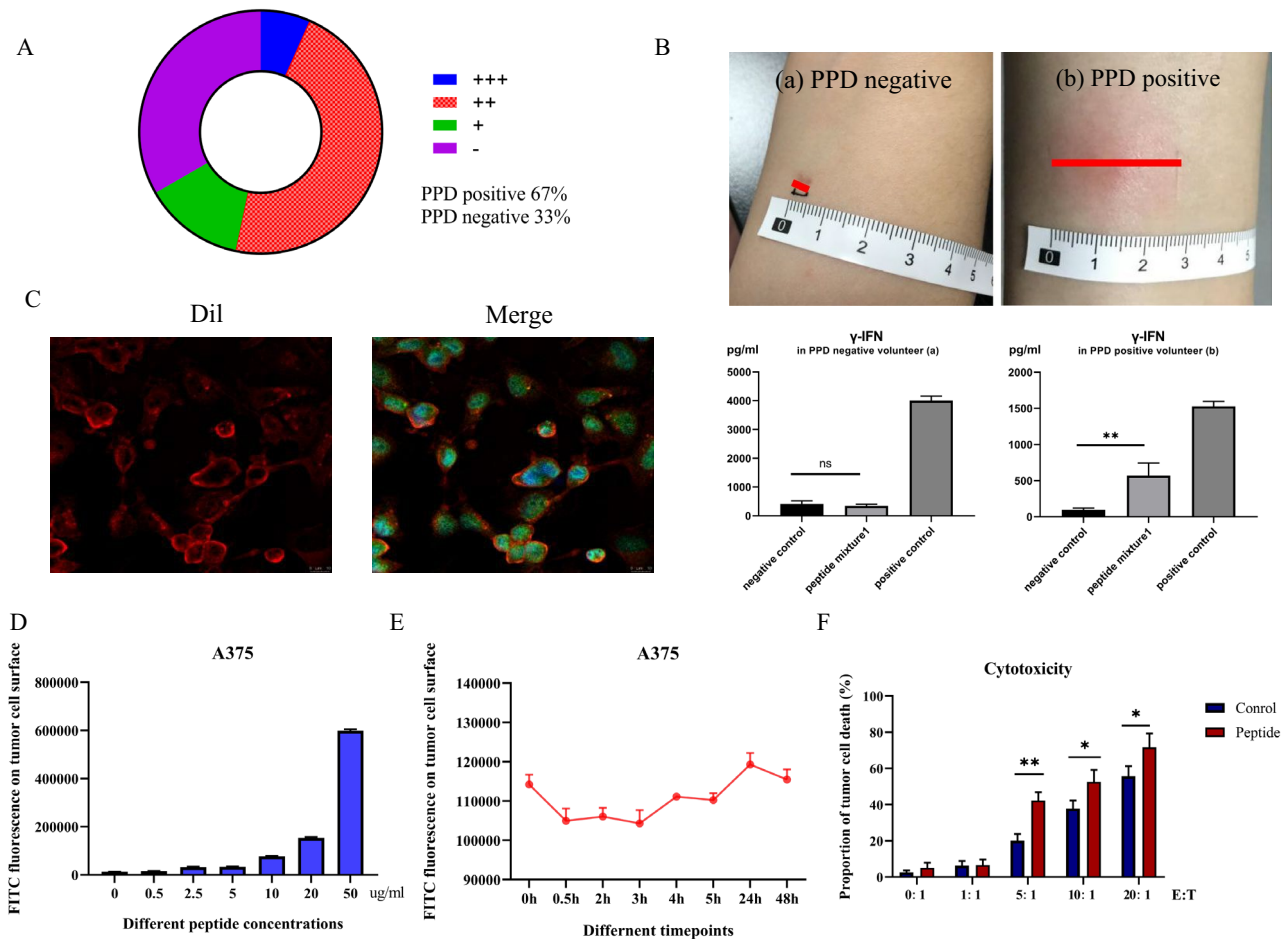 A
+++
++
+
-
PPD positive 67%
PPD negative 33%
B
(a) PPD negative
0 1 2 3 4 5
(b) PPD positive
0 1 2 3 4 5
C
Dil
Merge
γ-IFN
in PPD negative volunteer (a)
pg/ml
5000
4000
3000
2000
1000
0
ns
negative control
peptide mixture1
positive control
γ-IFN
in PPD positive volunteer (b)
pg/ml
2000
1500
1000
500
0
**
negative control
peptide mixture1
positive control
D
A375
FITC fluorescence on tumor cell surface
800000
600000
400000
200000
0
0 0.5 2.5 5 10 20 50 ug/ml
Different peptide concentrations
E
A375
FITC fluorescence on tumor cell surface
140000
130000
120000
110000
100000
90000
0h 0.5h 2h 3h 4h 5h 24h 48h
Differnent timepoints
F
Cytotoxicity
Proportion of tumor cell death (%)
100
80
60
40
20
0
** * *
0: 1 1: 1 5: 1 10: 1 20: 1 E:T
Conrol
Peptide